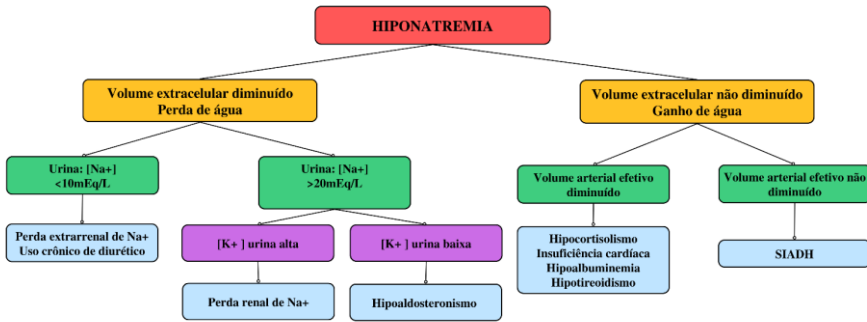 HIPONATREMIA
Volume extracelular diminuído
Perda de água
Volume extracelular não diminuído
Ganho de água
Urina: [Na+]
<10mEq/L
Urina: [Na+]
>20mEq/L
Volume arterial efetivo
diminuído
Volume arterial efetivo não
diminuído
Perda extrarrenal de Na+
Uso crônico de diurético
[K+ ] urina alta
[K+ ] urina baixa
Hipocortisolismo
Insuficiência cardíaca
Hipoalbuminemia
Hipotireoidismo
SIADH
Perda renal de Na+
Hipoaldosteronismo